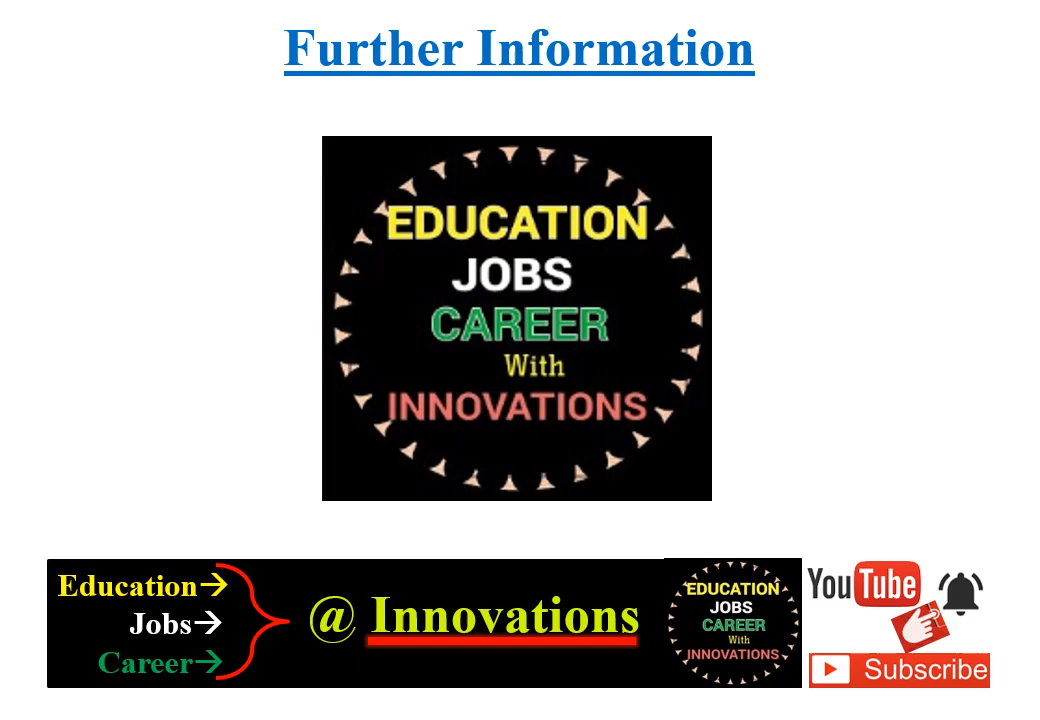 Further Information
EDUCATION
JOBS
CAREER
With
INNOVATIONS
Education→
Jobs→
Career→
@ Innovations
EDUCATION
JOBS
CAREER
With
INNOVATIONS
YouTube
Subscribe